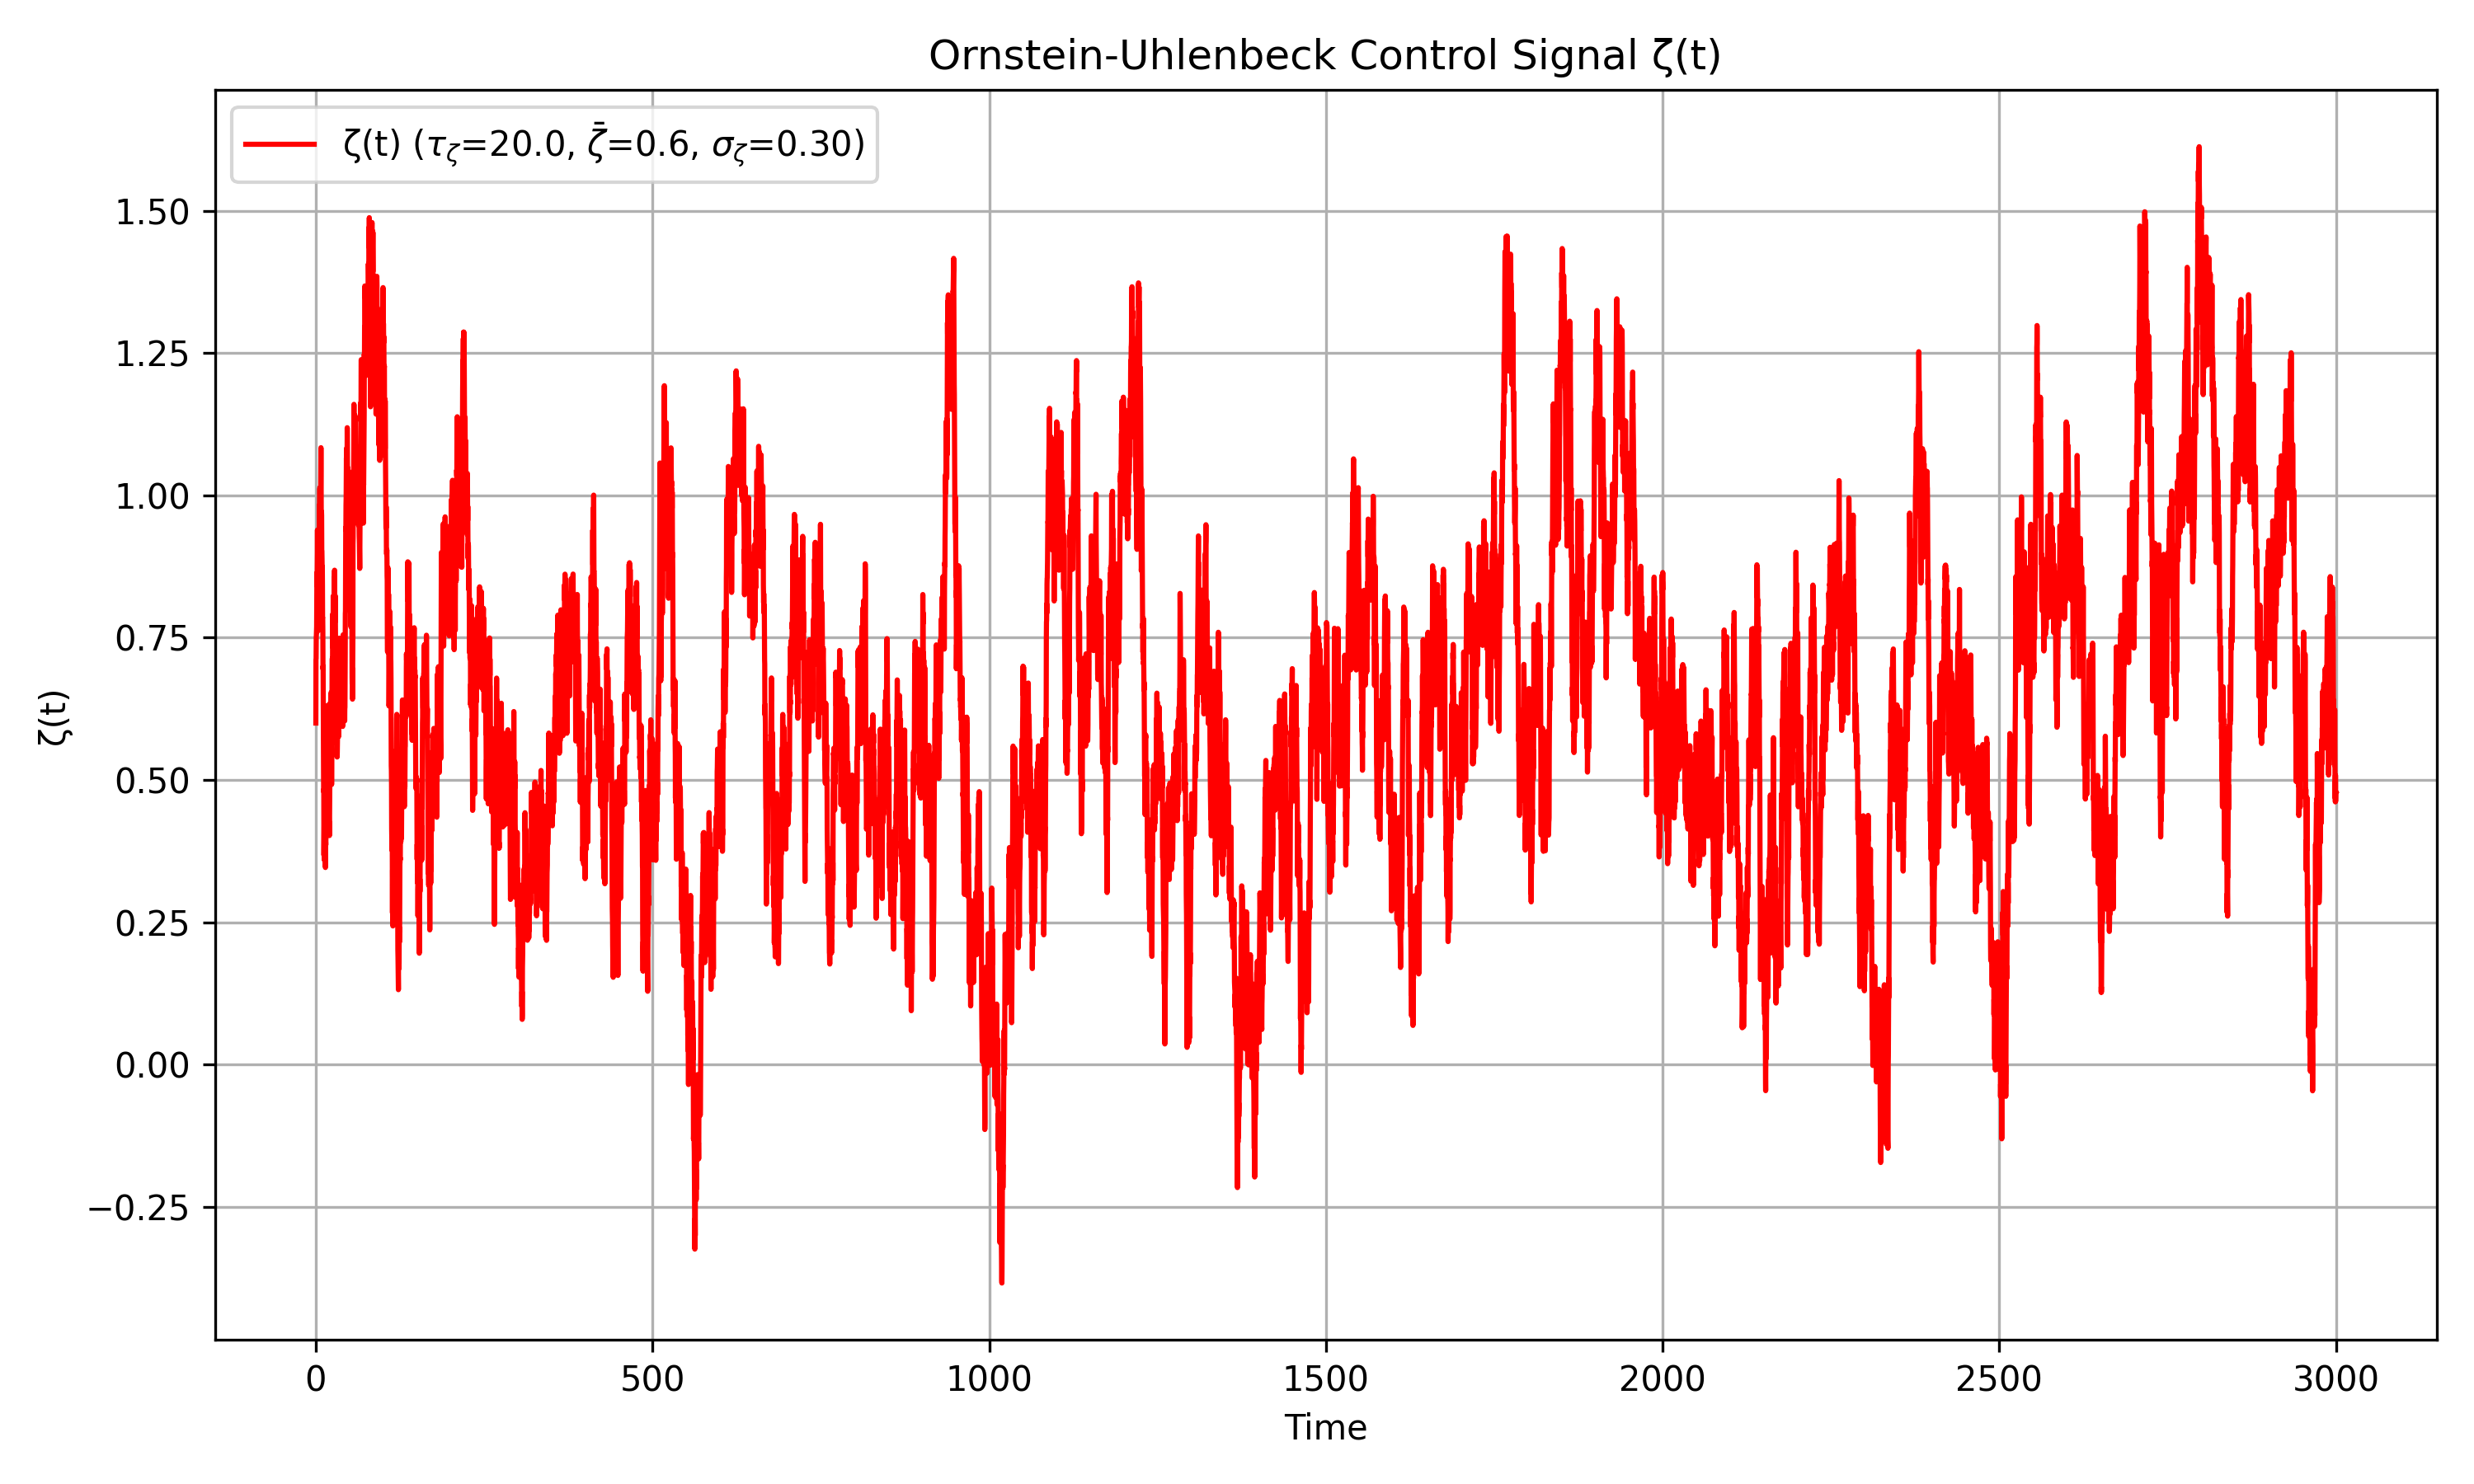 Ornstein-Uhlenbeck Control Signal ζ(t)
ζ(t) (τ_ζ=20.0, ζ̄=0.6, σ_ζ=0.30)
1.50
1.25
1.00
0.75
0.50
0.25
0.00
−0.25
ζ(t)
0 500 1000 1500 2000 2500 3000
Time